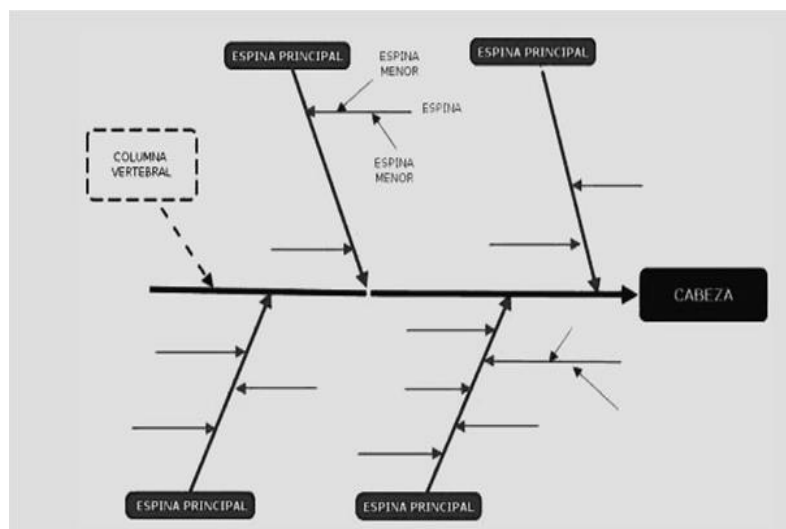 ESPINA PRINCIPAL
ESPINA PRINCIPAL
ESPINA
MENOR
ESPINA
COLUMNA
VERTEBRAL
ESPINA
MENOR
CABEZA
ESPINA PRINCIPAL
ESPINA PRINCIPAL